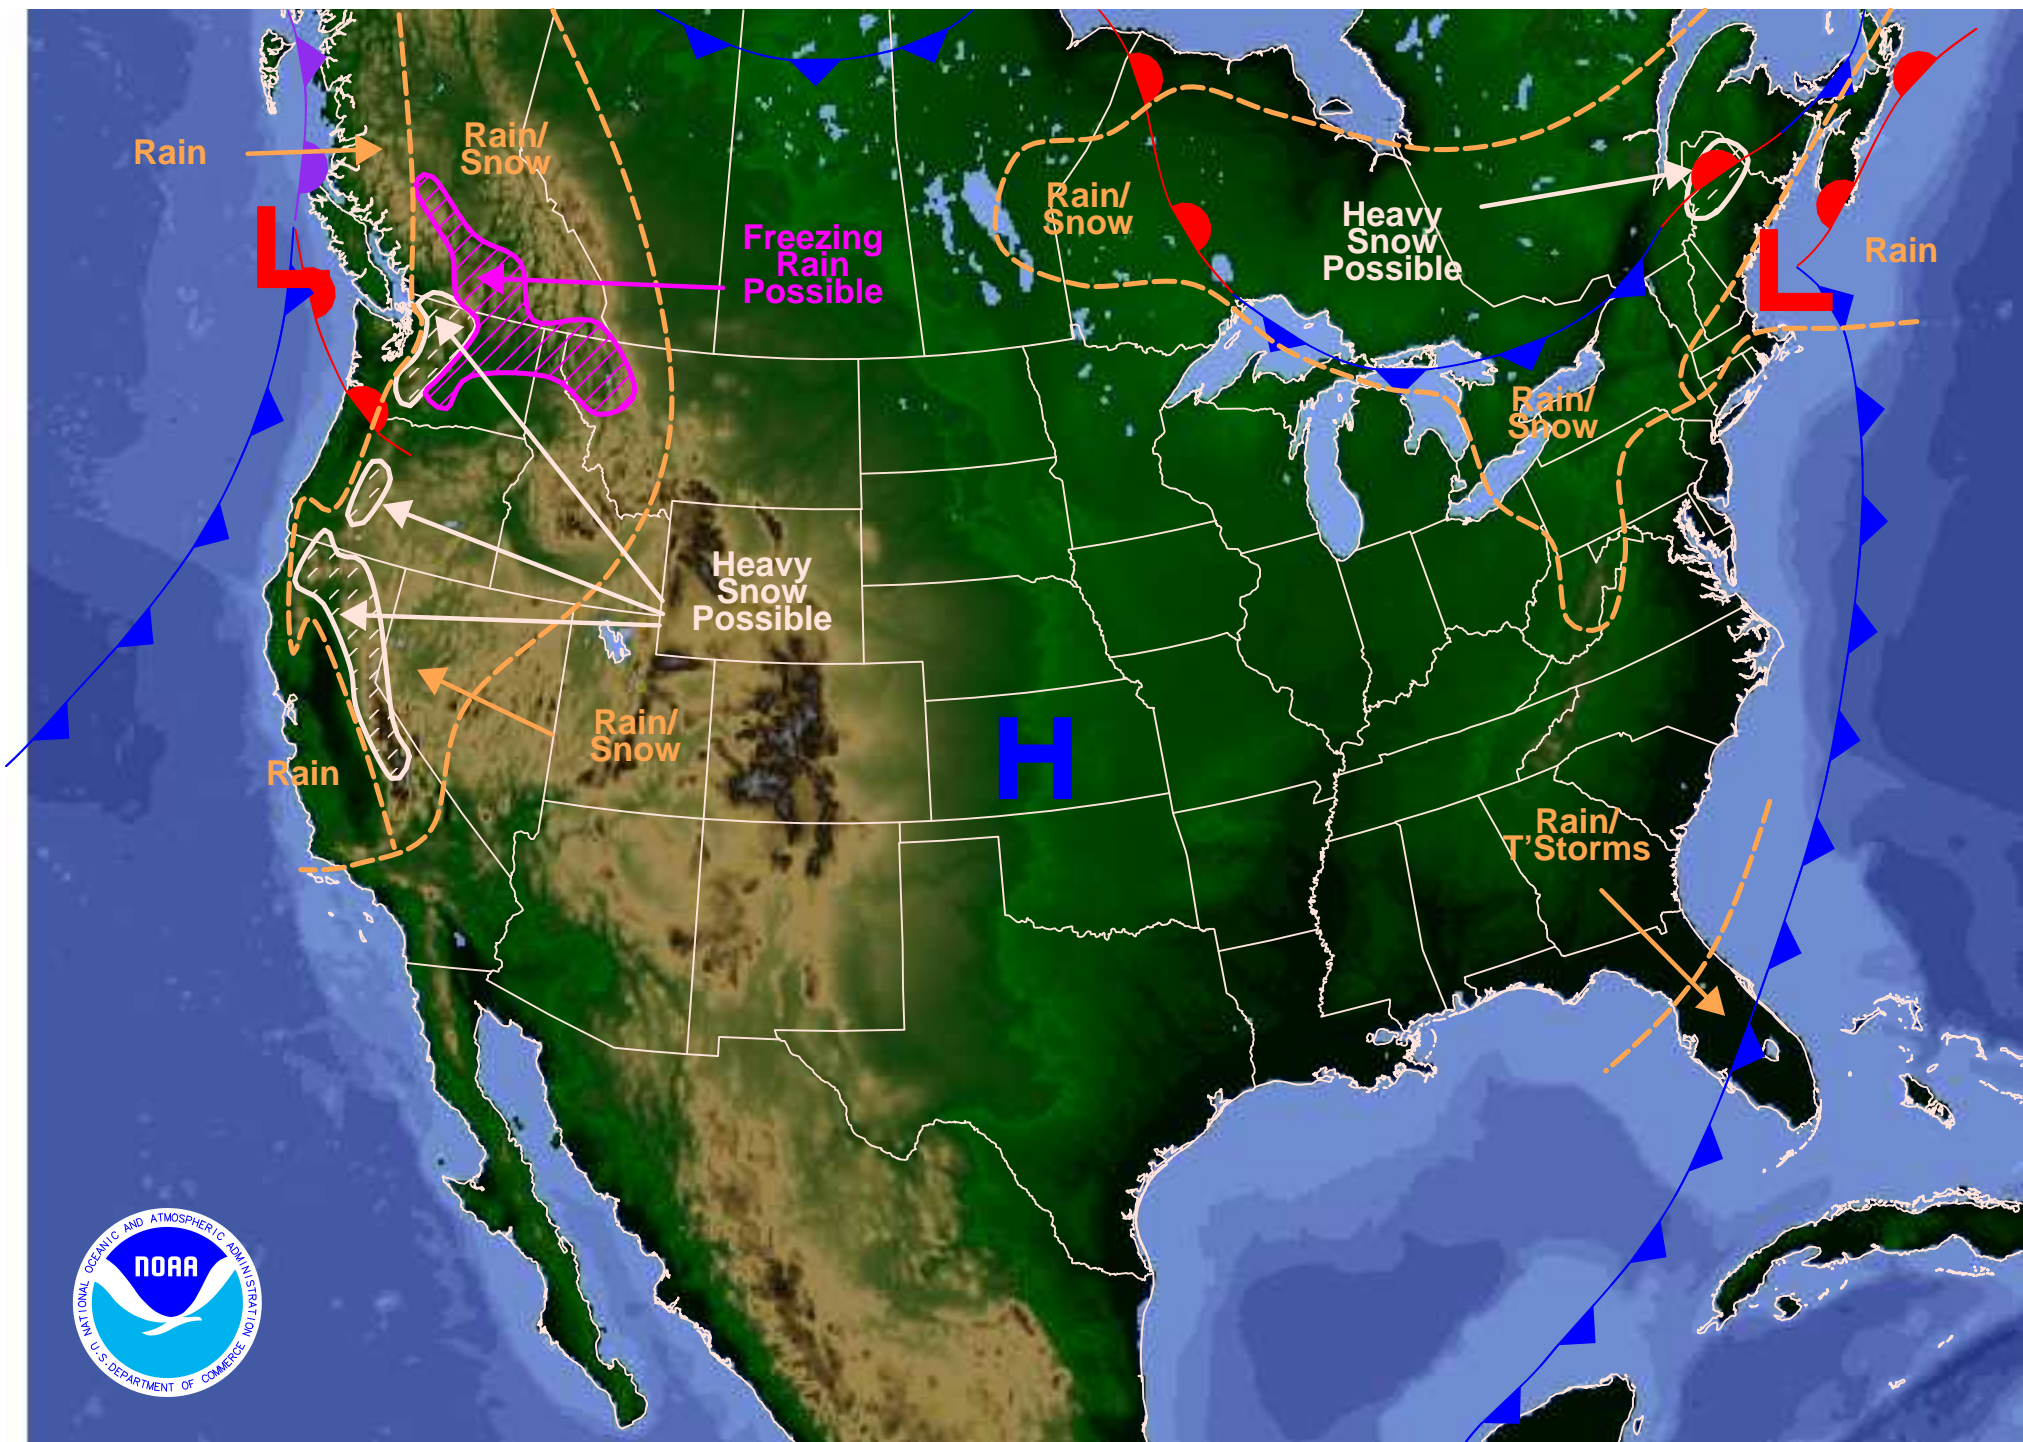 Rain
Rain/
Snow
Freezing
Rain
Possible
L
Rain/
Snow
Heavy
Snow
Possible
L
Rain
Rain/
Snow
Heavy
Snow
Possible
Rain/
Snow
Rain
H
Rain/
T'Storms
NATIONAL OCEANIC AND ATMOSPHERIC ADMINISTRATION
NOAA
U.S. DEPARTMENT OF COMMERCE